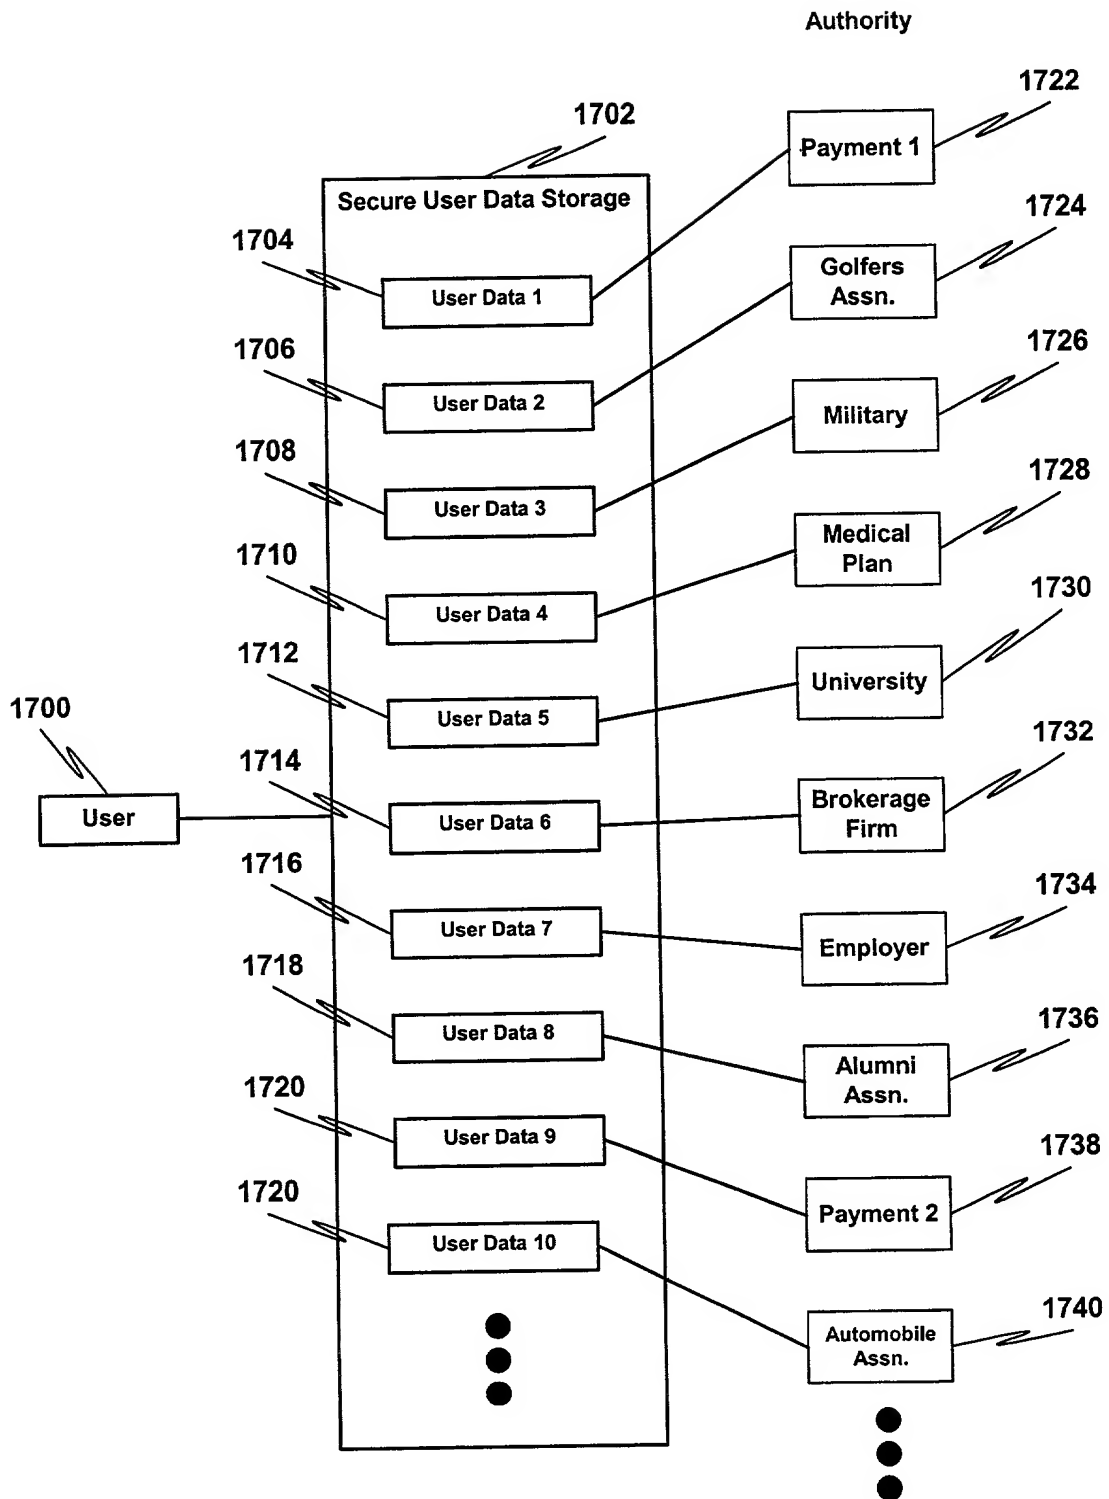 Authority
1722
1702
Payment 1
Secure User Data Storage
1724
1704
Golfers
Assn.
User Data 1
1726
1706
User Data 2
Military
1708
1728
User Data 3
Medical
Plan
1710
1730
User Data 4
1712
University
1700
User Data 5
1732
1714
User
User Data 6
Brokerage
Firm
1716
1734
User Data 7
Employer
1718
1736
User Data 8
Alumni
Assn.
1720
User Data 9
1738
1720
Payment 2
User Data 10
1740
Automobile
Assn.